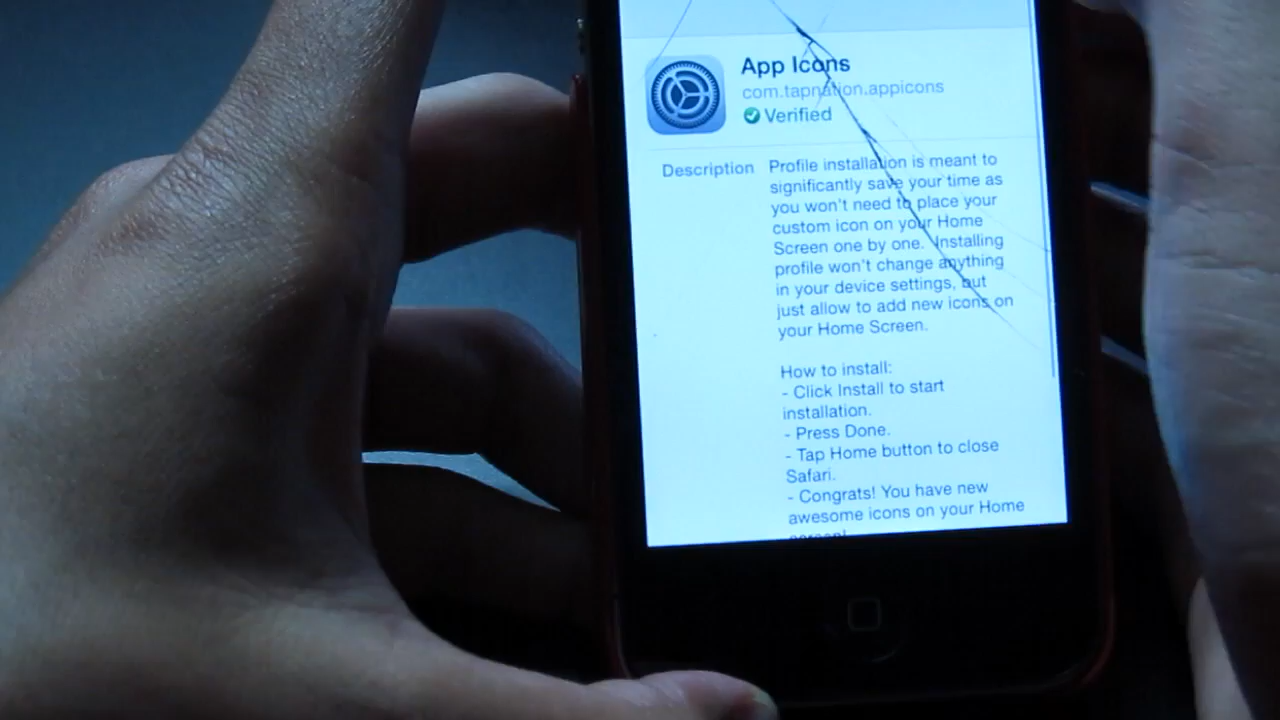 App Icons
com.tapnation.appicons
Verified
Description
Profile installation is meant to
significantly save your time as
you won't need to place your
custom icon on your Home
Screen one by one. Installing
profile won't change anything
in your device settings, but
just allow to add new icons on
your Home Screen.
How to install:
- Click Install to start
installation.
- Press Done.
- Tap Home button to close
Safari.
- Congrats! You have new
awesome icons on your Home
screen!